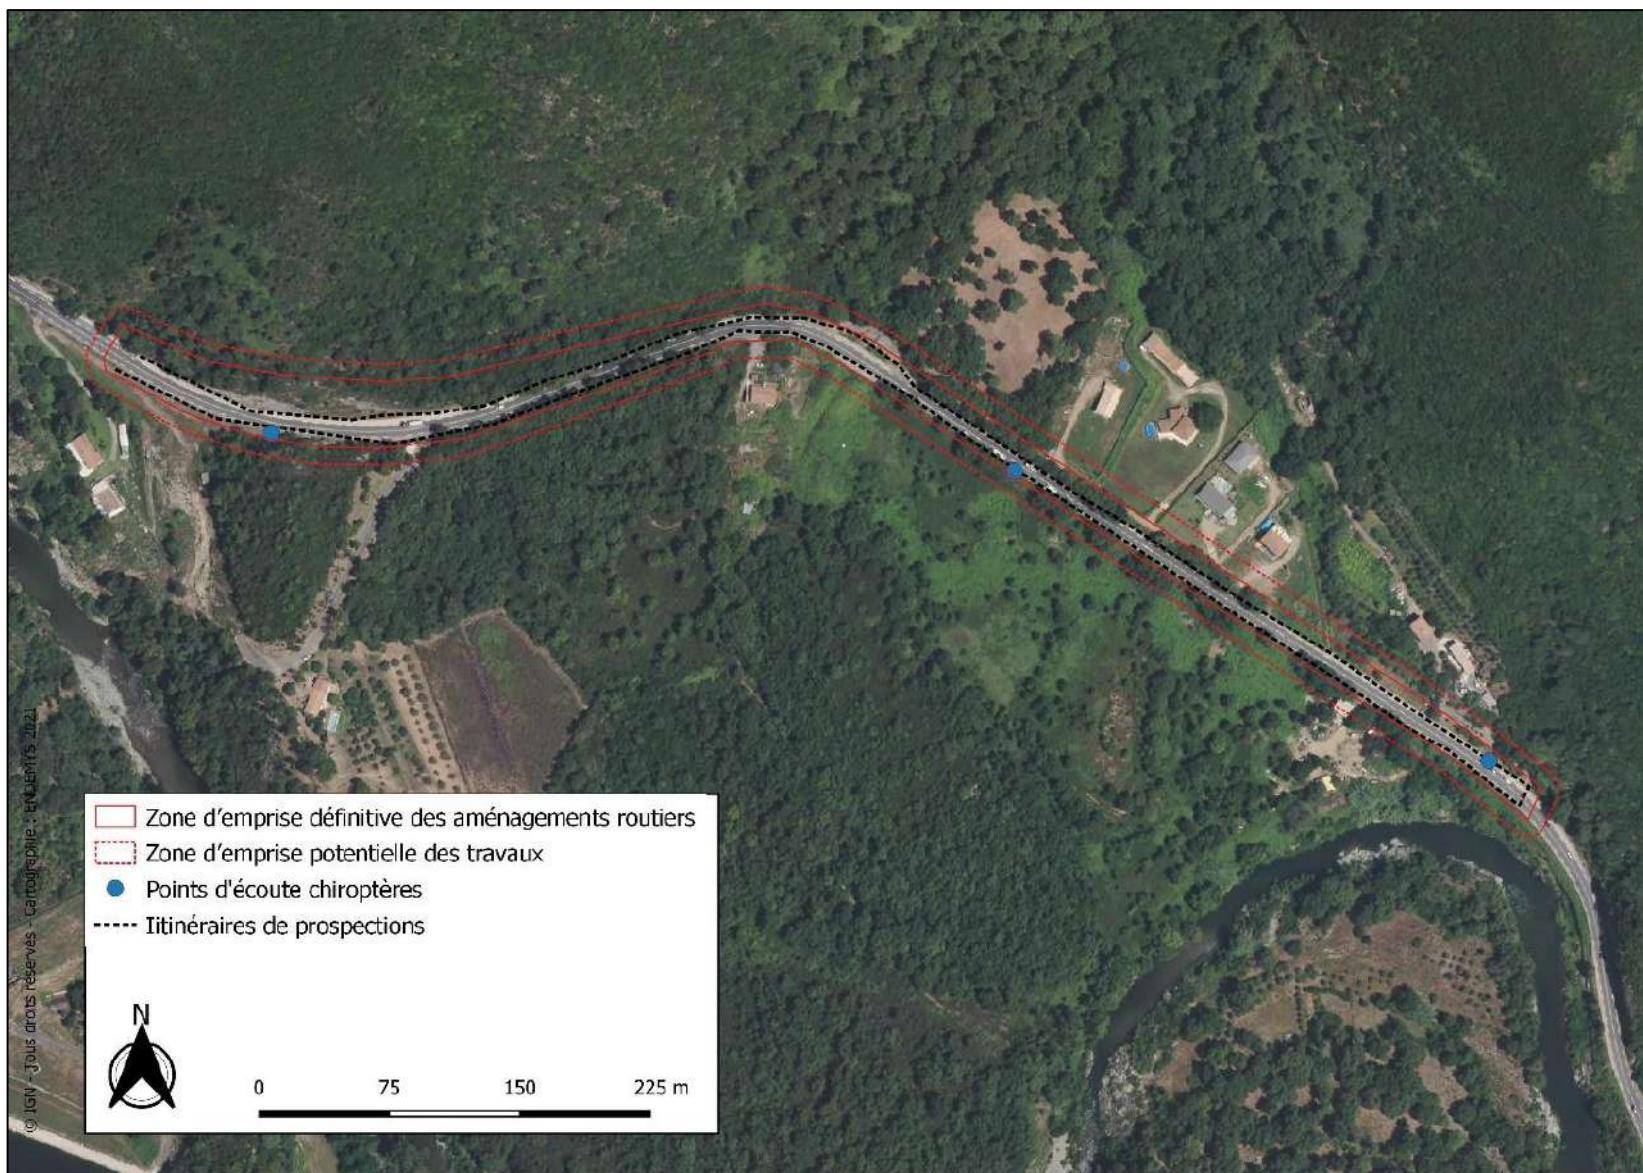 Zone d'emprise définitive des aménagements routiers
Zone d'emprise potentielle des travaux
Points d'écoute chiroptères
Iitinéraires de prospections
N
0 75 150 225 m
© IGN - Tous droits réservés - Cartographie : ENDEMYS 2021